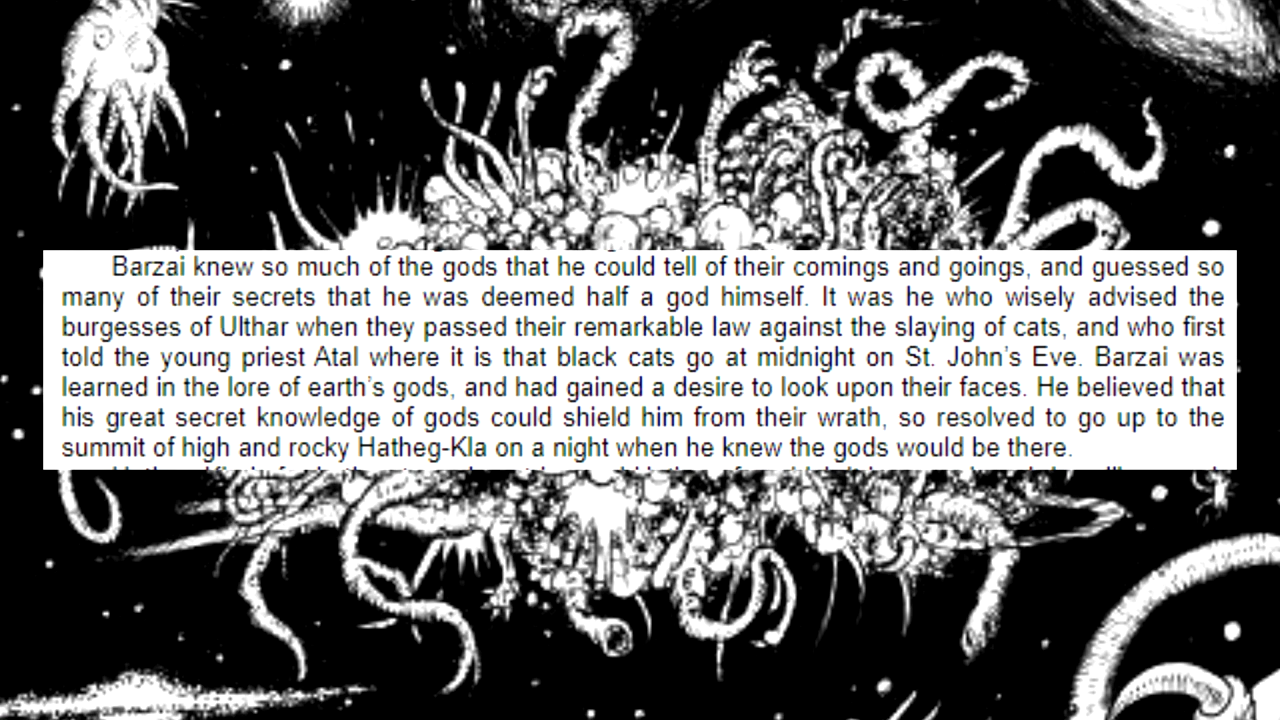 Barzai knew so much of the gods that he could tell of their comings and goings, and guessed so
many of their secrets that he was deemed half a god himself. It was he who wisely advised the
burgesses of Ulthar when they passed their remarkable law against the slaying of cats, and who first
told the young priest Atal where it is that black cats go at midnight on St. John’s Eve. Barzai was
learned in the lore of earth’s gods, and had gained a desire to look upon their faces. He believed that
his great secret knowledge of gods could shield him from their wrath, so resolved to go up to the
summit of high and rocky Hatheg-Kla on a night when he knew the gods would be there.